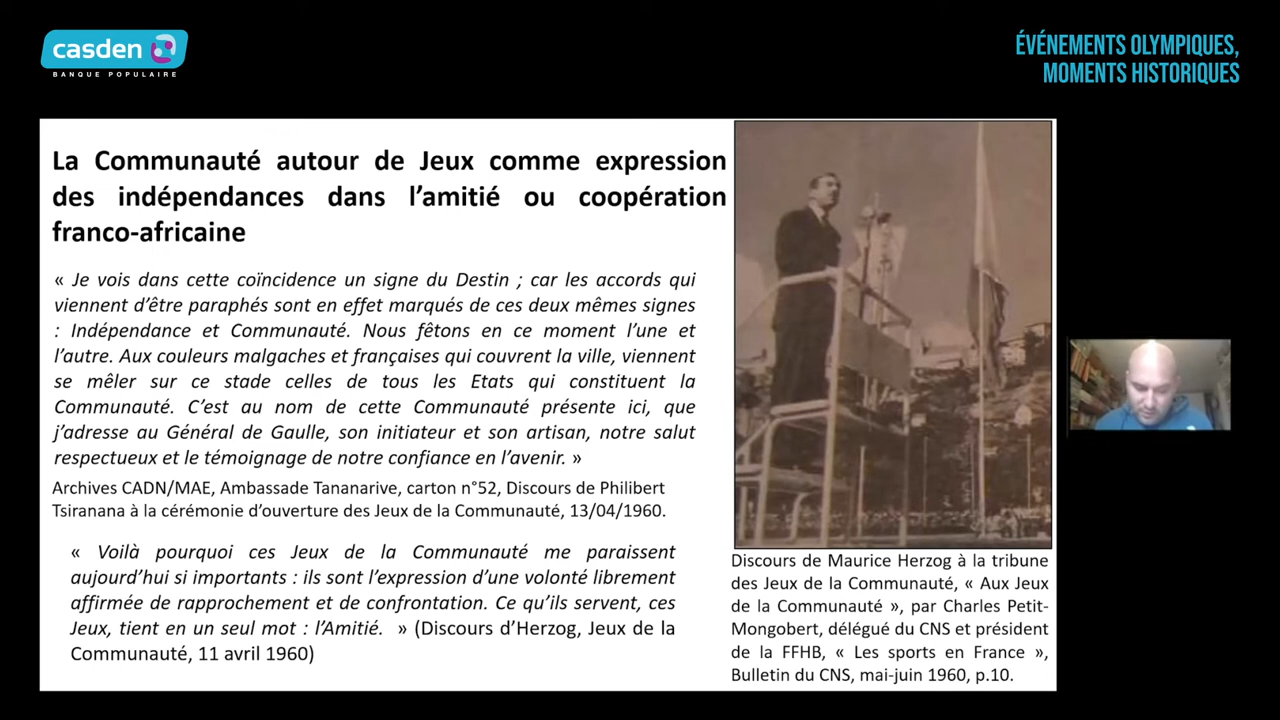 casden
BANQUE POPULAIRE
ÉVÉNEMENTS OLYMPIQUES,
MOMENTS HISTORIQUES
La Communauté autour de Jeux comme expression
des indépendances dans l’amitié ou coopération
franco-africaine
« Je vois dans cette coïncidence un signe du Destin ; car les accords qui
viennent d’être paraphés sont en effet marqués de ces deux mêmes signes
: Indépendance et Communauté. Nous fêtons en ce moment l’une et
l’autre. Aux couleurs malgaches et françaises qui couvrent la ville, viennent
se mêler sur ce stade celles de tous les Etats qui constituent la
Communauté. C’est au nom de cette Communauté présente ici, que
j’adresse au Général de Gaulle, son initiateur et son artisan, notre salut
respectueux et le témoignage de notre confiance en l’avenir. »
Archives CADN/MAE, Ambassade Tananarive, carton n°52, Discours de Philibert
Tsiranana à la cérémonie d’ouverture des Jeux de la Communauté, 13/04/1960.
« Voilà pourquoi ces Jeux de la Communauté me paraissent
aujourd’hui si importants : ils sont l’expression d’une volonté librement
affirmée de rapprochement et de confrontation. Ce qu’ils servent, ces
Jeux, tient en un seul mot : l’Amitié. » (Discours d’Herzog, Jeux de la
Communauté, 11 avril 1960)
Discours de Maurice Herzog à la tribune
des Jeux de la Communauté, « Aux Jeux
de la Communauté », par Charles Petit-
Mongobert, délégué du CNS et président
de la FFHB, « Les sports en France »,
Bulletin du CNS, mai-juin 1960, p.10.